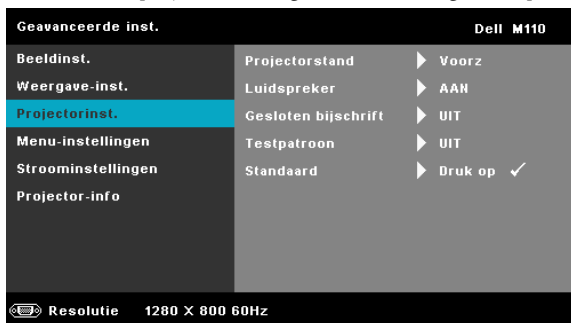 Geavanceerde inst. Dell M110
Beeldinst.
Weergave-inst.
Projectorinst.
Menu-instellingen
Stroominstellingen
Projector-info
Projectorstand Voorz
Luidspreker AAN
Gesloten bijschrift UIT
Testpatroon UIT
Standaard Druk op ✓
Resolutie 1280 X 800 60Hz